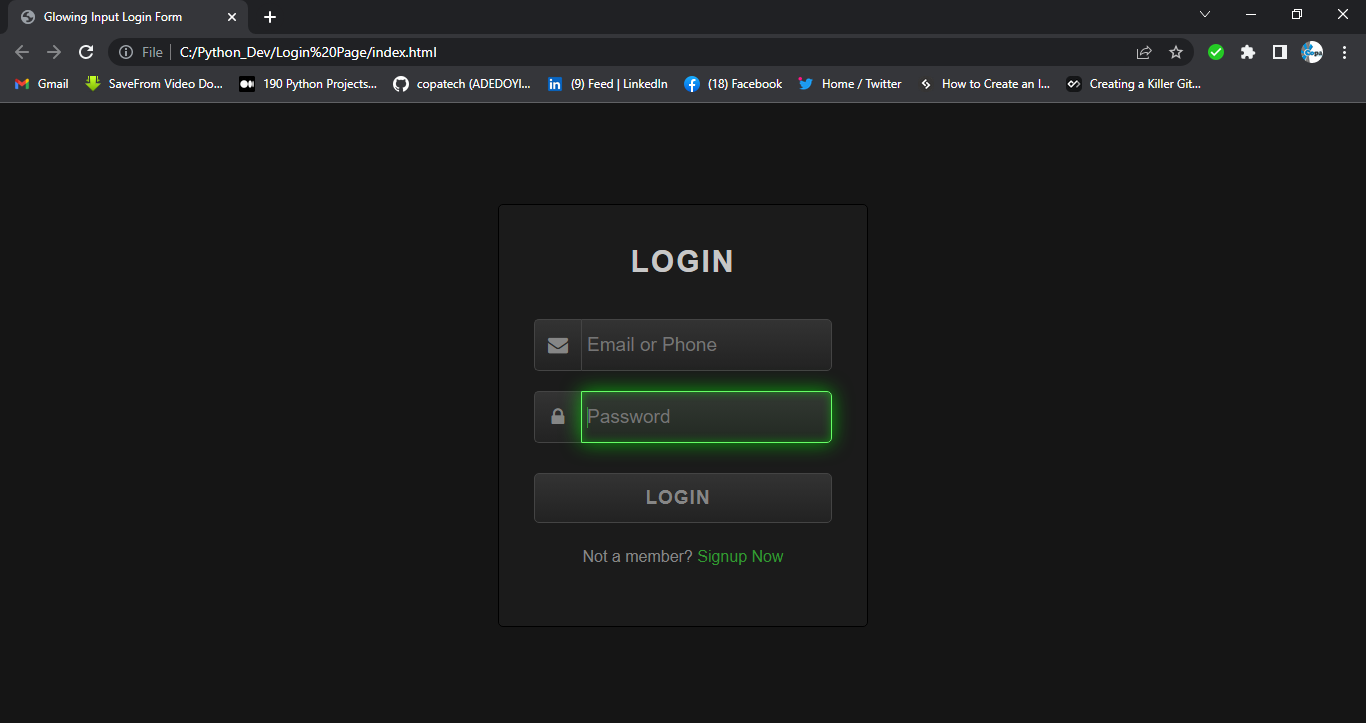 Glowing Input Login Form
File C:/Python_Dev/Login%20Page/index.html
Gmail SaveFrom Video Do... 190 Python Projects... copatech (ADEDOYI... (9) Feed | LinkedIn (18) Facebook Home / Twitter How to Create an I... Creating a Killer Git...
LOGIN
Email or Phone
Password
LOGIN
Not a member? Signup Now